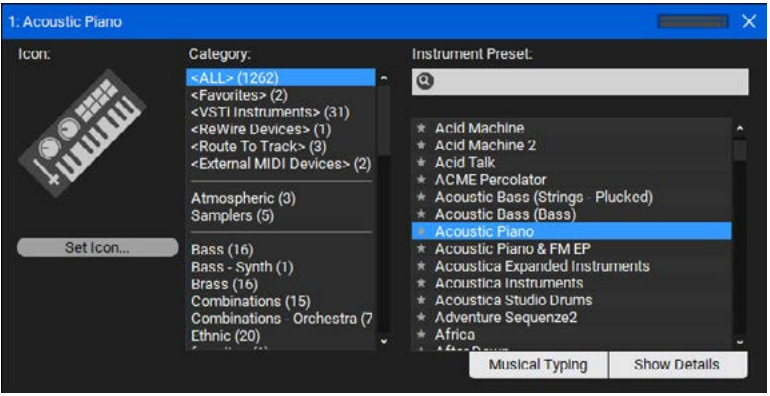 1: Acoustic Piano
Icon:
Set Icon...
Category:
<ALL> (1262)
<Favorites> (2)
<VSTI Instruments> (31)
<ReWire Devices> (1)
<Route To Track> (3)
<External MIDI Devices> (2)
Atmospheric (3)
Samplers (5)
Bass (16)
Bass - Synth (1)
Brass (16)
Combinations (15)
Combinations - Orchestra (7
Ethnic (20)
Instrument Preset:
Acid Machine
Acid Machine 2
Acid Talk
ACME Percolator
Acoustic Bass (Strings - Plucked)
Acoustic Bass (Bass)
Acoustic Piano
Acoustic Piano & FM EP
Acoustica Expanded Instruments
Acoustica Instruments
Acoustica Studio Drums
Adventure Sequenze2
Africa
Musical Typing
Show Details